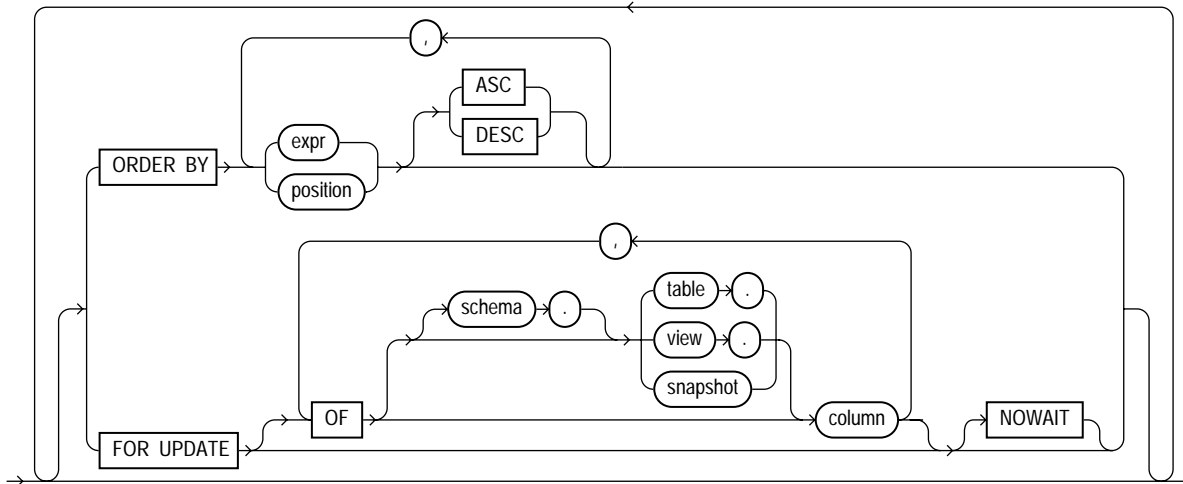 ,
ASC
DESC
expr
ORDER BY
position
,
table .
schema .
view .
snapshot
OF
column
NOWAIT
FOR UPDATE